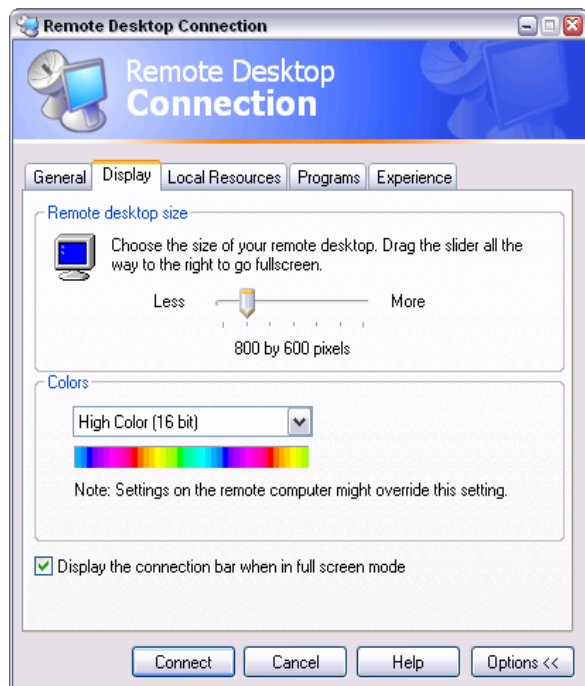 Remote Desktop Connection
Remote Desktop
Connection
General Display Local Resources Programs Experience
Remote desktop size
Choose the size of your remote desktop. Drag the slider all the
way to the right to go fullscreen.
Less More
800 by 600 pixels
Colors
High Color (16 bit)
Note: Settings on the remote computer might override this setting.
Display the connection bar when in full screen mode
Connect Cancel Help Options <<